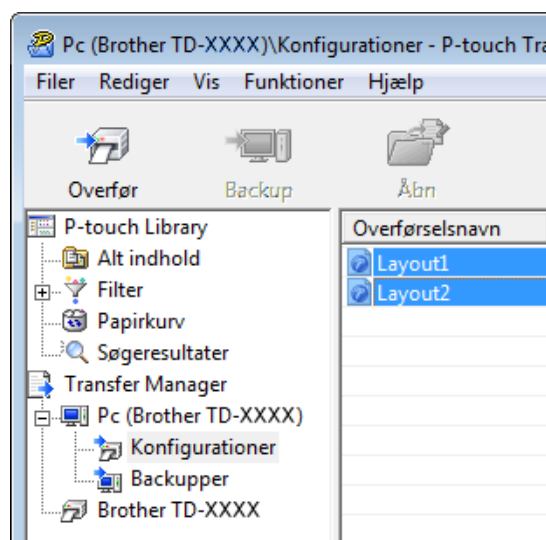 Pc (Brother TD-XXXX)\Konfigurationer - P-touch Tra
Filer Rediger Vis Funktioner Hjælp
Overfør Backup Åbn
P-touch Library
Alt indhold
Filter
Papirkurv
Søgeresultater
Transfer Manager
Pc (Brother TD-XXXX)
Konfigurationer
Backupper
Brother TD-XXXX
Overførselsnavn
Layout1
Layout2